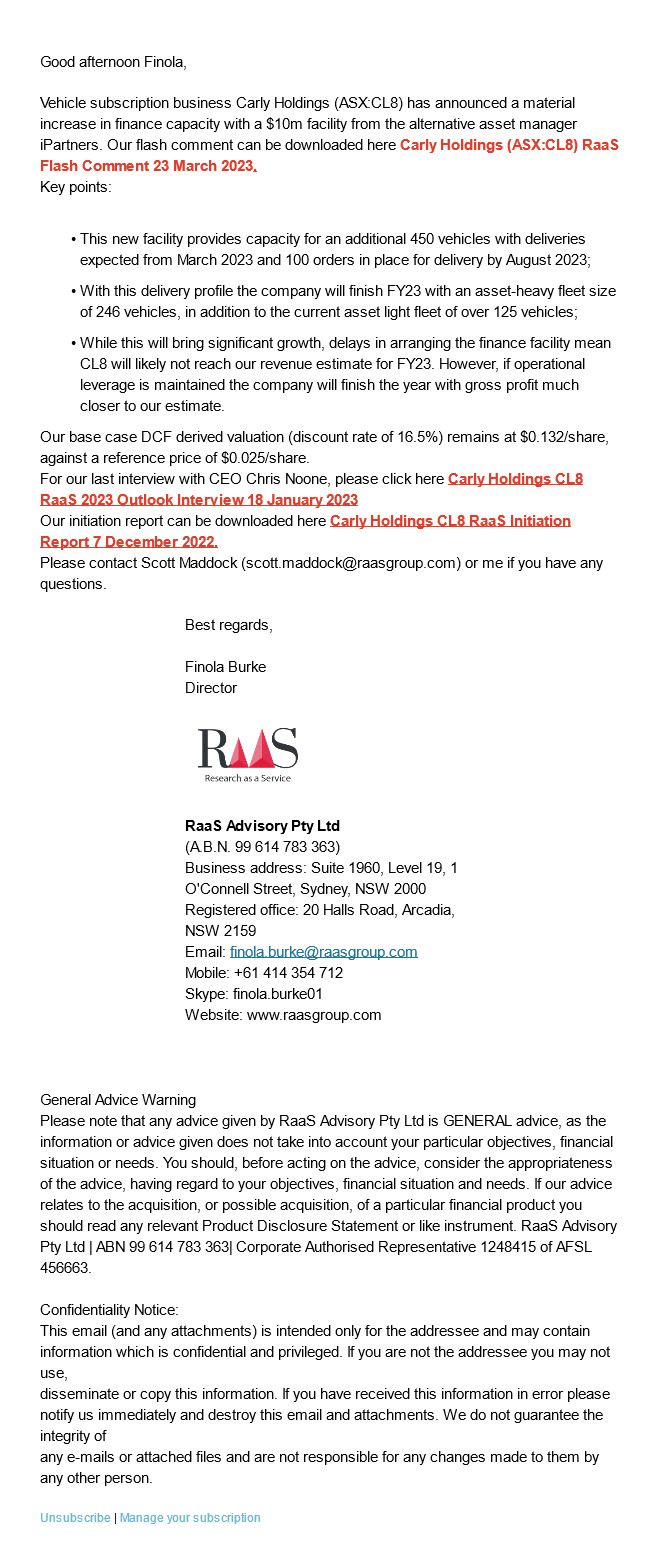 Good afternoon Finola,
Vehicle subscription business Carly Holdings (ASX:CL8) has announced a material
increase in finance capacity with a $10m facility from the alternative asset manager
iPartners. Our flash comment can be downloaded here Carly Holdings (ASX:CL8) RaaS
Flash Comment 23 March 2023.
Key points:
• This new facility provides capacity for an additional 450 vehicles with deliveries
expected from March 2023 and 100 orders in place for delivery by August 2023;
• With this delivery profile the company will finish FY23 with an asset-heavy fleet size
of 246 vehicles, in addition to the current asset light fleet of over 125 vehicles;
• While this will bring significant growth, delays in arranging the finance facility mean
CL8 will likely not reach our revenue estimate for FY23. However, if operational
leverage is maintained the company will finish the year with gross profit much
closer to our estimate.
Our base case DCF derived valuation (discount rate of 16.5%) remains at $0.132/share,
against a reference price of $0.025/share.
For our last interview with CEO Chris Noone, please click here Carly Holdings CL8
RaaS 2023 Outlook Interview 18 January 2023
Our initiation report can be downloaded here Carly Holdings CL8 RaaS Initiation
Report 7 December 2022.
Please contact Scott Maddock (scott.maddock@raasgroup.com) or me if you have any
questions.
Best regards,
Finola Burke
Director
RaaS
Research as a Service
RaaS Advisory Pty Ltd
(A.B.N. 99 614 783 363)
Business address: Suite 1960, Level 19, 1
O'Connell Street, Sydney, NSW 2000
Registered office: 20 Halls Road, Arcadia,
NSW 2159
Email: finola.burke@raasgroup.com
Mobile: +61 414 354 712
Skype: finola.burke01
Website: www.raasgroup.com
General Advice Warning
Please note that any advice given by RaaS Advisory Pty Ltd is GENERAL advice, as the
information or advice given does not take into account your particular objectives, financial
situation or needs. You should, before acting on the advice, consider the appropriateness
of the advice, having regard to your objectives, financial situation and needs. If our advice
relates to the acquisition, or possible acquisition, of a particular financial product you
should read any relevant Product Disclosure Statement or like instrument. RaaS Advisory
Pty Ltd | ABN 99 614 783 363| Corporate Authorised Representative 1248415 of AFSL
456663.
Confidentiality Notice:
This email (and any attachments) is intended only for the addressee and may contain
information which is confidential and privileged. If you are not the addressee you may not
use,
disseminate or copy this information. If you have received this information in error please
notify us immediately and destroy this email and attachments. We do not guarantee the
integrity of
any e-mails or attached files and are not responsible for any changes made to them by
any other person.
Unsubscribe | Manage your subscription